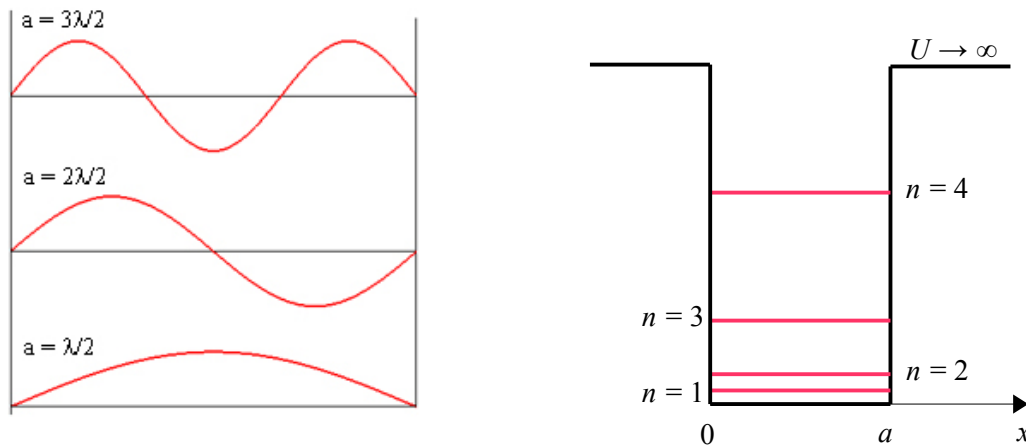 a = 3λ/2
a = 2λ/2
a = λ/2
U → ∞
n = 4
n = 3
n = 2
n = 1
0
a
x